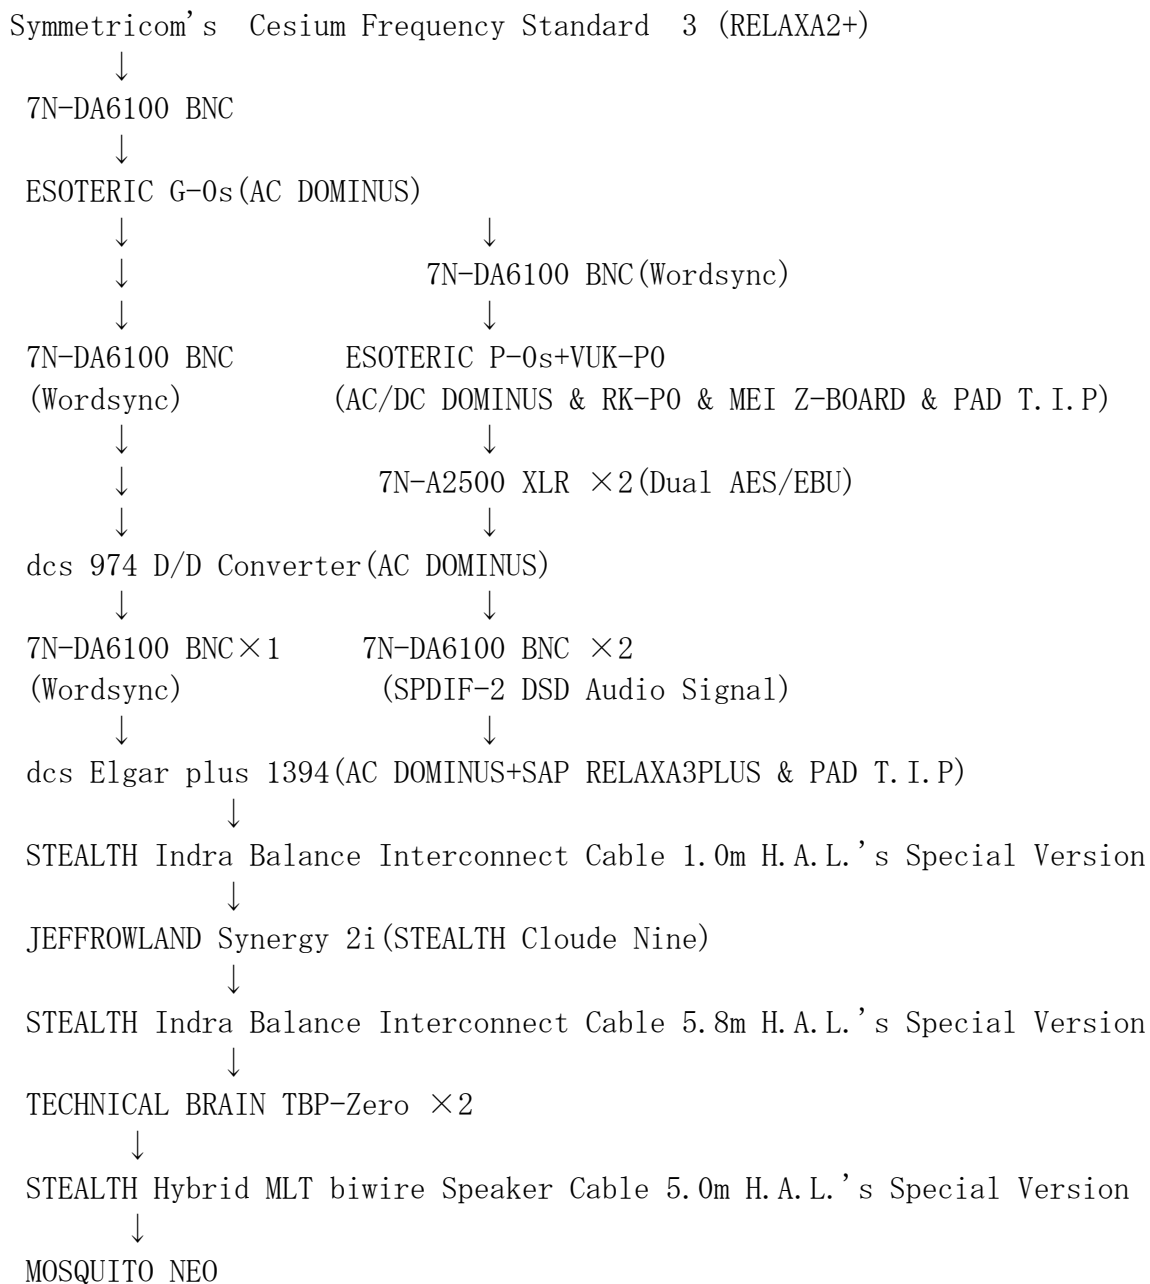 Symmetricom's  Cesium Frequency Standard  3 (RELAXA2+)
↓
7N-DA6100 BNC
↓
ESOTERIC G-0s(AC DOMINUS)
↓ ↓
↓ 7N-DA6100 BNC(Wordsync)
↓ ↓
7N-DA6100 BNC ESOTERIC P-0s+VUK-P0
(Wordsync) (AC/DC DOMINUS & RK-P0 & MEI Z-BOARD & PAD T.I.P)
↓ ↓
↓ 7N-A2500 XLR ×2(Dual AES/EBU)
↓ ↓
dcs 974 D/D Converter(AC DOMINUS)
↓ ↓
7N-DA6100 BNC×1 7N-DA6100 BNC ×2
(Wordsync) (SPDIF-2 DSD Audio Signal)
↓ ↓
dcs Elgar plus 1394(AC DOMINUS+SAP RELAXA3PLUS & PAD T.I.P)
↓
STEALTH Indra Balance Interconnect Cable 1.0m H.A.L.'s Special Version
↓
JEFFROWLAND Synergy 2i(STEALTH Cloude Nine)
↓
STEALTH Indra Balance Interconnect Cable 5.8m H.A.L.'s Special Version
↓
TECHNICAL BRAIN TBP-Zero ×2
↓
STEALTH Hybrid MLT biwire Speaker Cable 5.0m H.A.L.'s Special Version
↓
MOSQUITO NEO